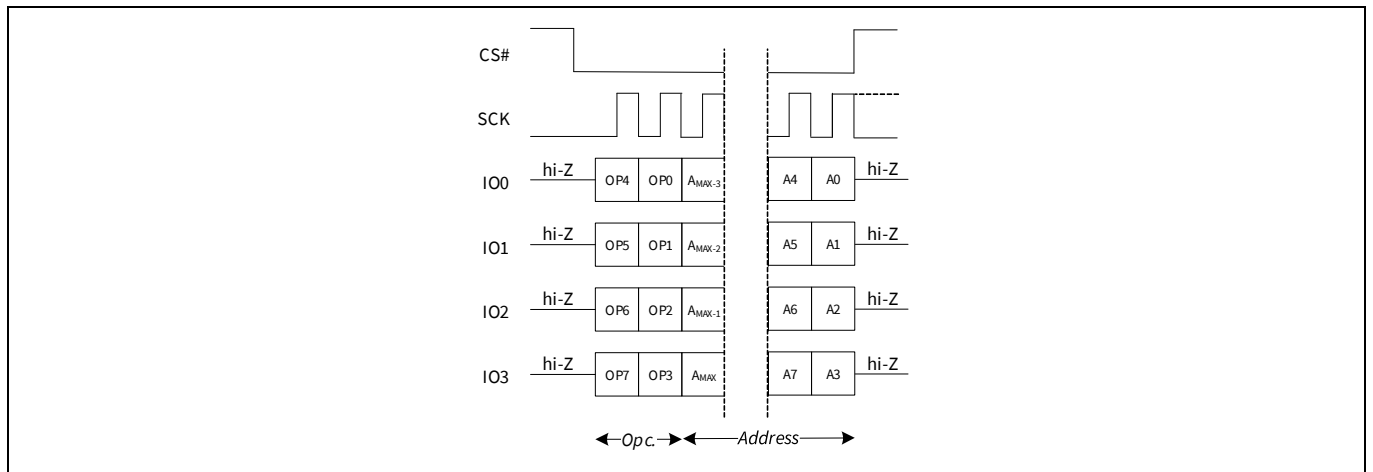 CS#
SCK
IO0 hi-Z OP4 OP0 AMAX-3 A4 A0 hi-Z
IO1 hi-Z OP5 OP1 AMAX-2 A5 A1 hi-Z
IO2 hi-Z OP6 OP2 AMAX-1 A6 A2 hi-Z
IO3 hi-Z OP7 OP3 AMAX A7 A3 hi-Z
Opc. Address